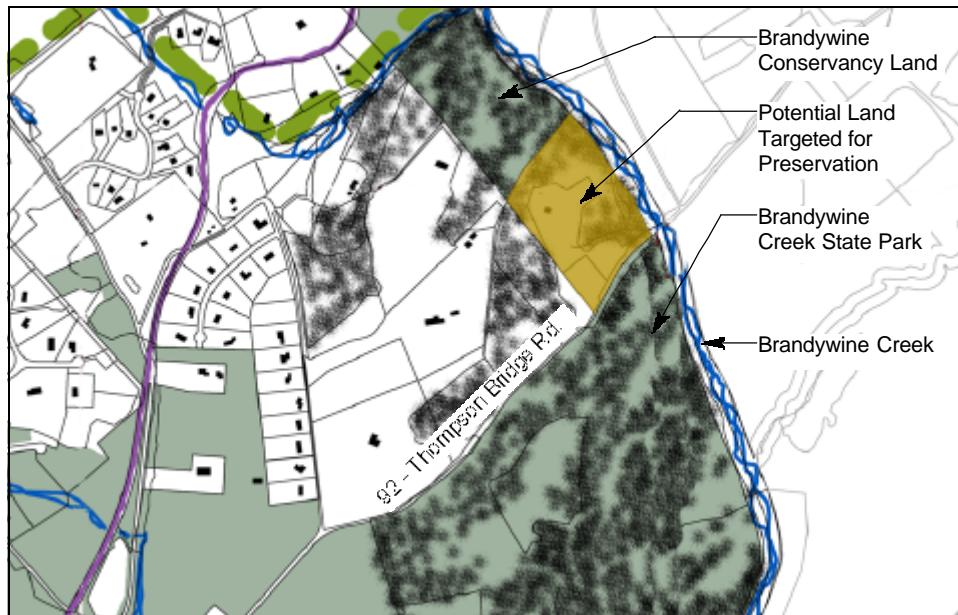 Brandywine
Conservancy Land
Potential Land
Targeted for
Preservation
Brandywine
Creek State Park
Brandywine Creek
92 - Thompson Bridge Rd.